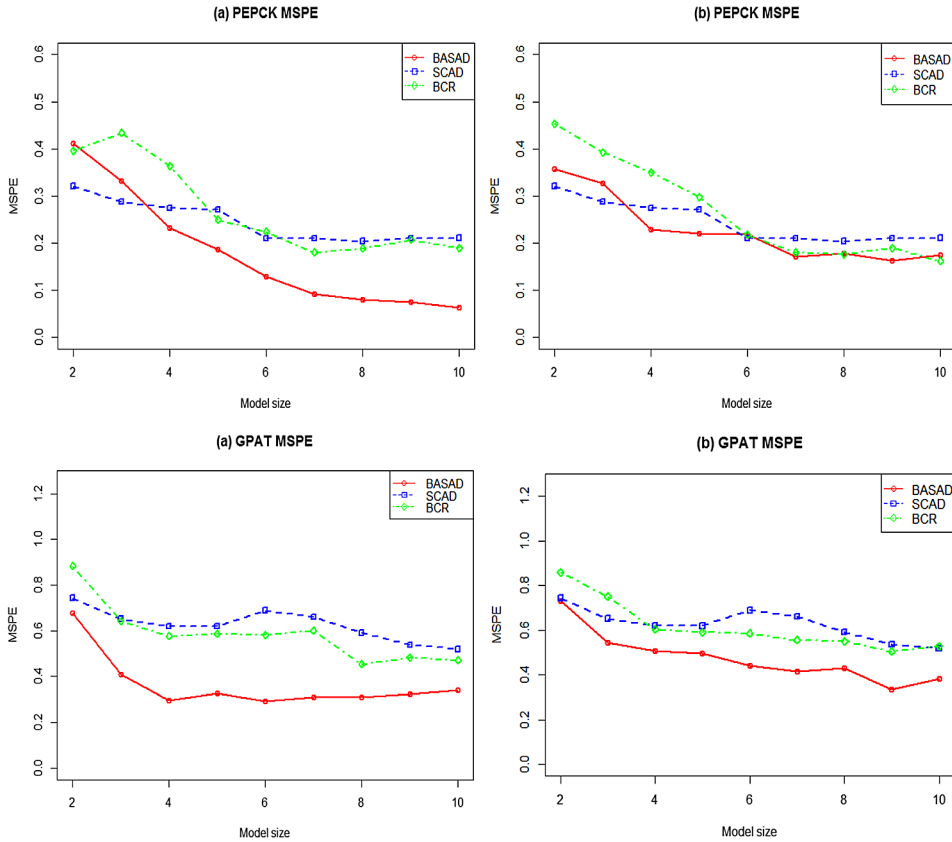 (a) PEPCK MSPE
MSPE
0.0 0.1 0.2 0.3 0.4 0.5 0.6
BASAD
SCAD
BCR
2 4 6 8 10
Model size
(b) PEPCK MSPE
MSPE
0.0 0.1 0.2 0.3 0.4 0.5 0.6
BASAD
SCAD
BCR
2 4 6 8 10
Model size
(a) GPAT MSPE
MSPE
0.0 0.2 0.4 0.6 0.8 1.0 1.2
BASAD
SCAD
BCR
2 4 6 8 10
Model size
(b) GPAT MSPE
MSPE
0.0 0.2 0.4 0.6 0.8 1.0 1.2
BASAD
SCAD
BCR
2 4 6 8 10
Model size